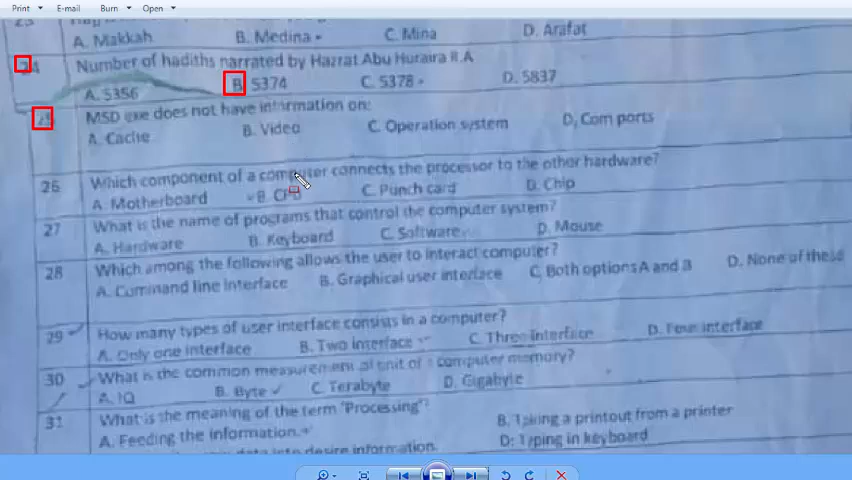 Print E-mail Burn Open
A. Makkah B. Medina C. Mina D. Arafat
24 Number of hadiths narrated by Hazrat Abu Huraira R.A
A. 5356 B. 5374 C. 5378 D. 5837
25 MSD exe does not have information on:
A. Cache B. Video C. Operation system D. Com ports
26 Which component of a computer connects the processor to the other hardware?
A. Motherboard B. CPU C. Punch card D. Chip
27 What is the name of programs that control the computer system?
A. Hardware B. Keyboard C. Software D. Mouse
28 Which among the following allows the user to interact computer?
A. Command line interface B. Graphical user interface C. Both options A and B D. None of these
29 How many types of user interface consists in a computer?
A. Only one interface B. Two interface C. Three Interface D. Four interface
30 What is the common measurement of unit of computer memory?
A. IQ B. Byte C. Terabyte D. Gigabyte
31 What is the meaning of the term "Processing"
A. Feeding the information. B. Taking a printout from a printer
data into desire information. D: Typing in keyboard